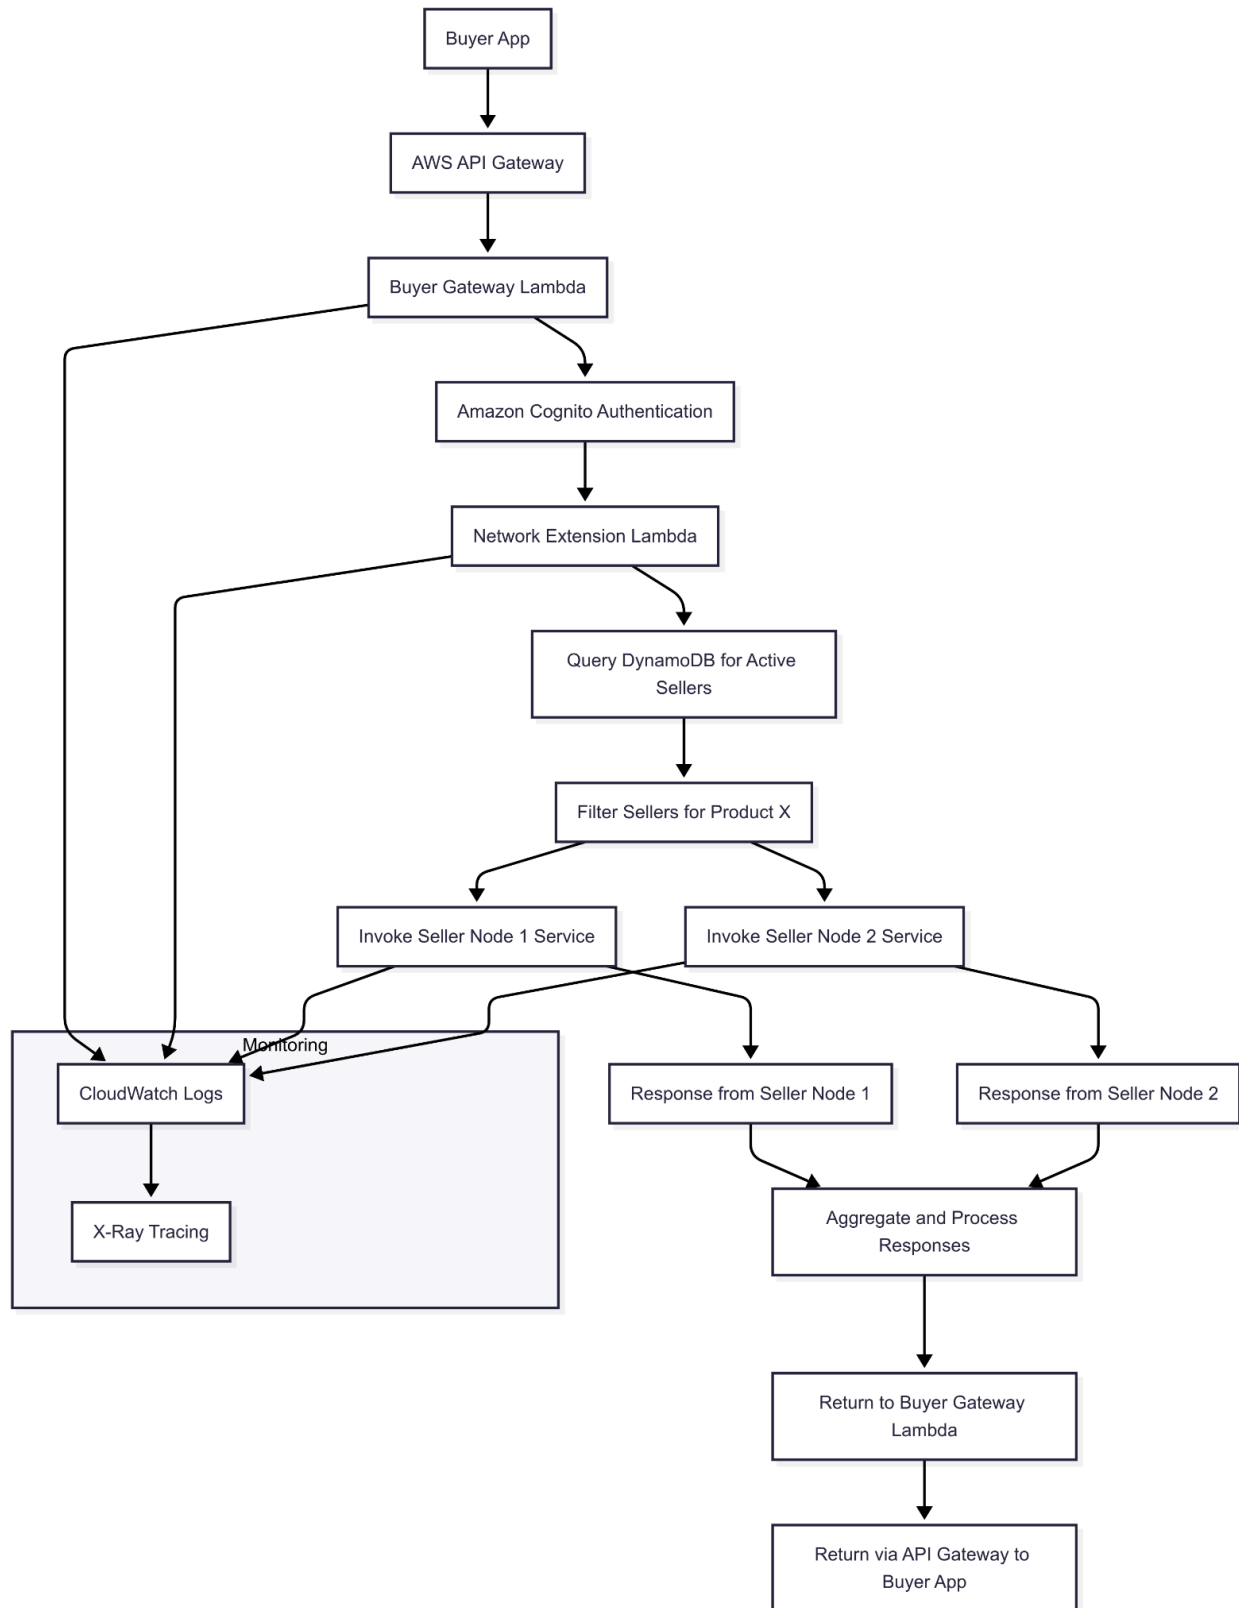 Buyer App
AWS API Gateway
Buyer Gateway Lambda
Amazon Cognito Authentication
Network Extension Lambda
Query DynamoDB for Active
Sellers
Filter Sellers for Product X
Invoke Seller Node 1 Service
Invoke Seller Node 2 Service
Monitoring
CloudWatch Logs
Response from Seller Node 1
Response from Seller Node 2
X-Ray Tracing
Aggregate and Process
Responses
Return to Buyer Gateway
Lambda
Return via API Gateway to
Buyer App